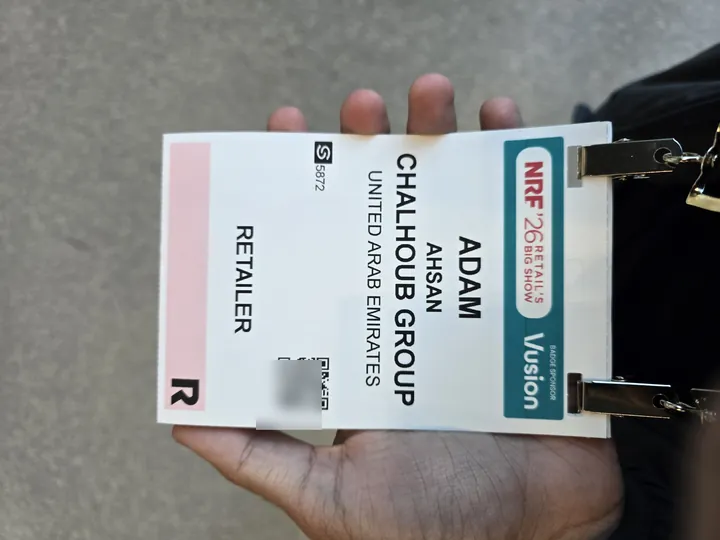 NRF'26 RETAIL'S
BIG SHOW
BADGE SPONSOR
Vusion
ADAM
AHSAN
CHALHOUB GROUP
UNITED ARAB EMIRATES
5872
RETAILER
R